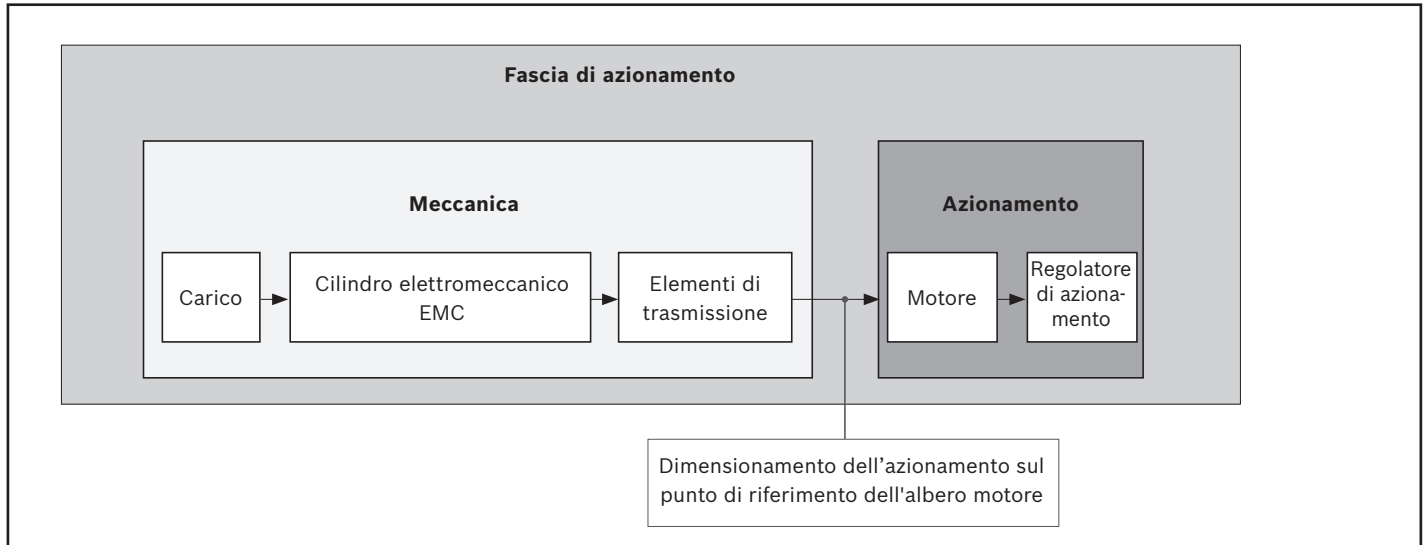 Fascia di azionamento
Meccanica
Carico
Cilindro elettromeccanico
EMC
Elementi di
trasmissione
Azionamento
Motore
Regolatore
di aziona-
mento
Dimensionamento dell’azionamento sul
punto di riferimento dell'albero motore